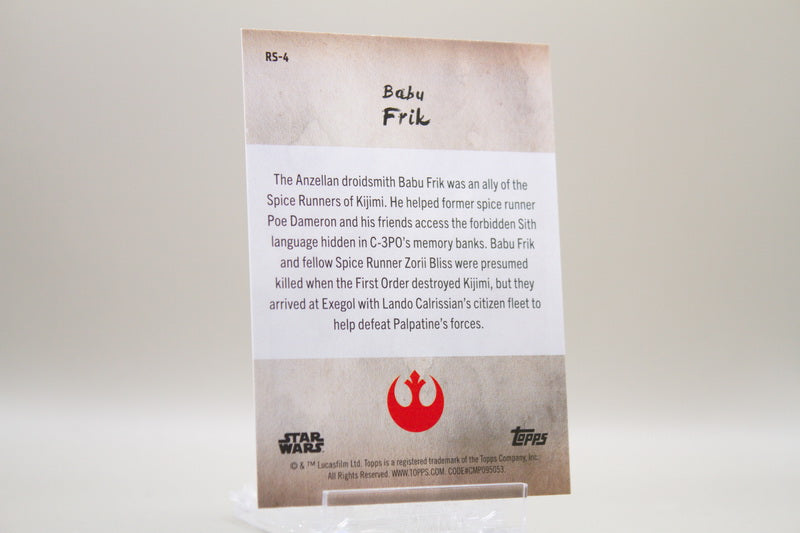 RS-4
Babu
Frik
The Anzellan droidsmith Babu Frik was an ally of the
Spice Runners of Kijimi. He helped former spice runner
Poe Dameron and his friends access the forbidden Sith
language hidden in C-3PO's memory banks. Babu Frik
and fellow Spice Runner Zorii Bliss were presumed
killed when the First Order destroyed Kijimi, but they
arrived at Exegol with Lando Calrissian's citizen fleet to
help defeat Palpatine's forces.
STAR
WARS
topps
© & ™ Lucasfilm Ltd. Topps is a registered trademark of the Topps Company, Inc.
All Rights Reserved. WWW.TOPPS.COM. CODE#CMP095053.